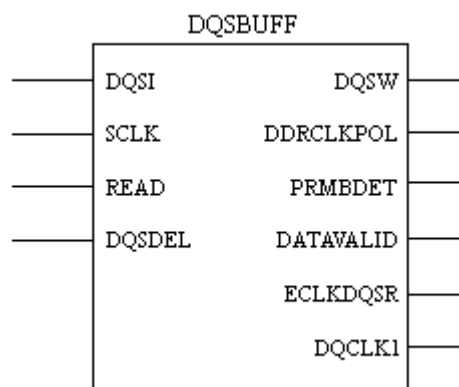 DQSBUFF
DQSI DQSW
SCLK DDRCLKPOL
READ PRMBDET
DQSDEL DATAVALID
ECLKDQSR
DQCLK1